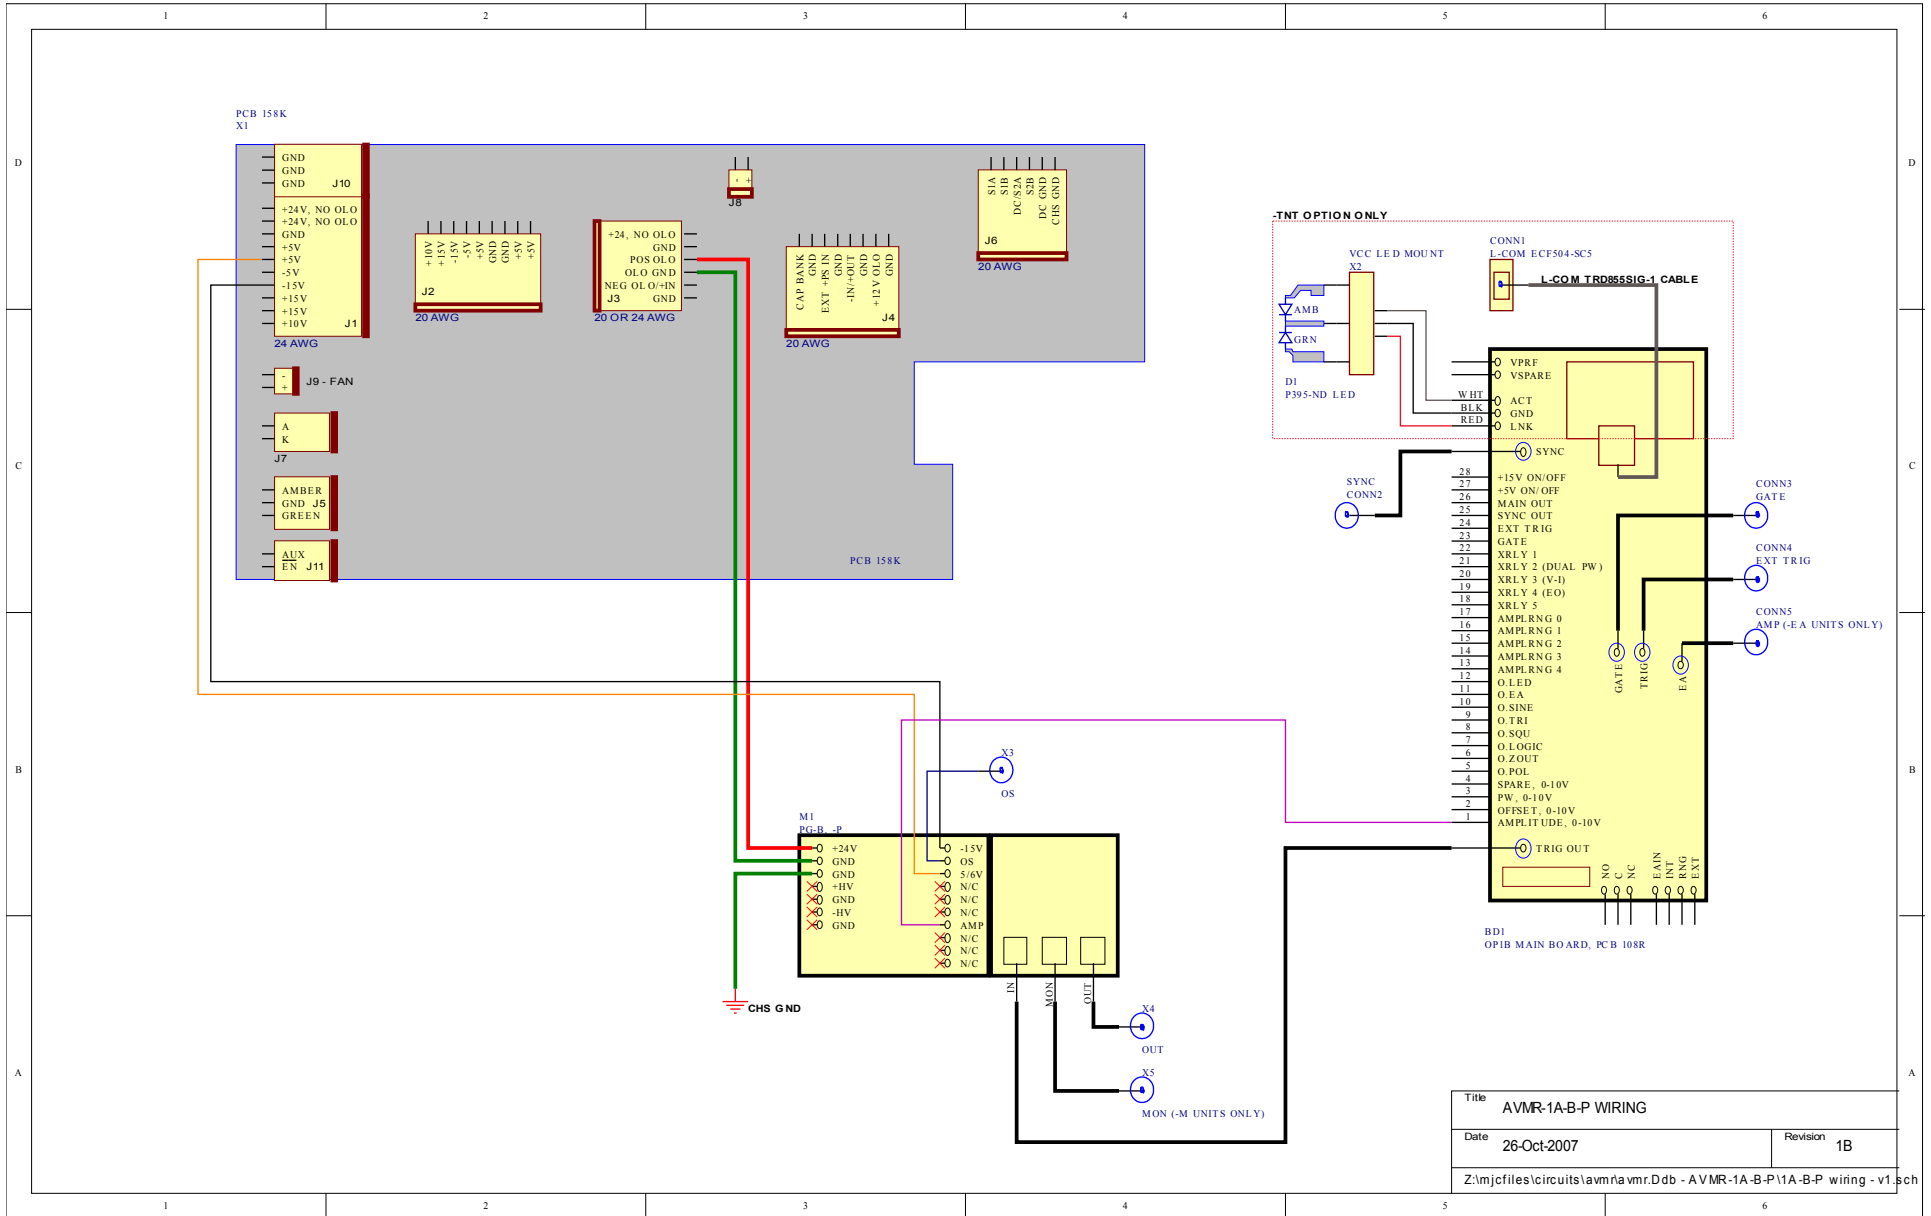 1 2 3 4 5 6
D
D
C
C
B
B
A
A
PCB 158K
X1
GND
GND
GND
J10
+24V, NO OLO
+24V, NO OLO
GND
+5V
+5V
-5V
-15V
+15V
+15V
+10V
J1
24 AWG
+10V
+15V
-15V
-5V
+5V
GND
GND
+5V
+5V
J2
20 AWG
+24, NO OLO
GND
POS OLO
OLO GND
NEG OLO/+IN
GND
J3
20 OR 24 AWG
- +
J8
CAP BANK
GND
EXT +PS IN
GND
-IN/+OUT
GND
+12V OLO
GND
J4
20 AWG
S1A
S1B
DC/S2A
S2B
DC GND
CHS GND
J6
20 AWG
-
+
J9 - FAN
A
K
J7
AMBER
GND J5
GREEN
AUX
EN J11
PCB 158K
-TNT OPTION ONLY
VCC LED MOUNT
X2
AMB
GRN
D1
P395-ND LED
CONN1
L-COM ECF504-SC5
L-COM TRD855SIG-1 CABLE
WHT
BLK
RED
VPRF
VSPARE
ACT
GND
LNK
SYNC
SYNC
CONN2
28 +15V ON/OFF
27 +5V ON/OFF
26 MAIN OUT
25 SYNC OUT
24 EXT TRIG
23 GATE
22 XRLY 1
21 XRLY 2 (DUAL PW)
20 XRLY 3 (V-I)
19 XRLY 4 (EO)
18 XRLY 5
17 AMPLRNG 0
16 AMPLRNG 1
15 AMPLRNG 2
14 AMPLRNG 3
13 AMPLRNG 4
12 O.LED
11 O.EA
10 O.SINE
9 O.TRI
8 O.SQU
7 O.LOGIC
6 O.ZOUT
5 O.POL
4 SPARE, 0-10V
3 PW, 0-10V
2 OFFSET, 0-10V
1 AMPLITUDE, 0-10V
TRIG OUT
GATE
TRIG
EA
NO
C
NC
EAIN
INT
RNG
EXT
CONN3
GATE
CONN4
EXT TRIG
CONN5
AMP (-EA UNITS ONLY)
BD1
OP1B MAIN BOARD, PCB 108R
X3
OS
M1
PG-B, -P
+24V
GND
GND
+HV
GND
-HV
GND
-15V
OS
5/6V
N/C
N/C
N/C
AMP
N/C
N/C
N/C
IN
MON
OUT
CHS GND
X4
OUT
X5
MON (-M UNITS ONLY)
Title
AVMR-1A-B-P WIRING
Date
26-Oct-2007
Revision
1B
Z:\mjcfiles\circuits\avmr\avmr.Ddb - AVMR-1A-B-P\1A-B-P wiring - v1.sch
1 2 3 4 5 6